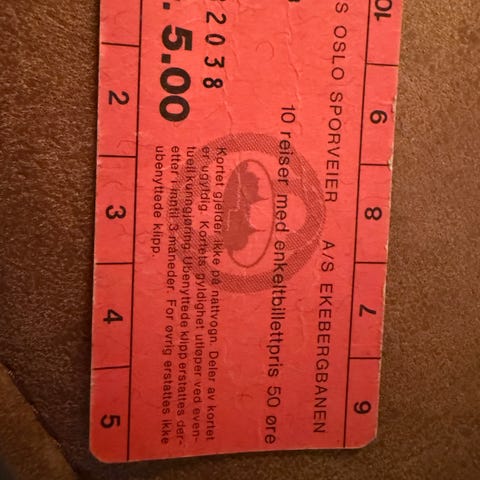 10 9 8 7 6
S OSLO SPORVEIER A/S EKEBERGBANEN
10 reiser med enkeltbillettpris 50 øre
2038
5.00
Kortet gjelder ikke på nattvogn. Deler av kortet
er ugyldig. Kortets gyldighet utløper ved even-
tuell kunngjøring. Ubenyttede klipp erstattes der-
etter i inntil 3 måneder. For øvrig erstattes ikke
ubenyttede klipp.
2 3 4 5